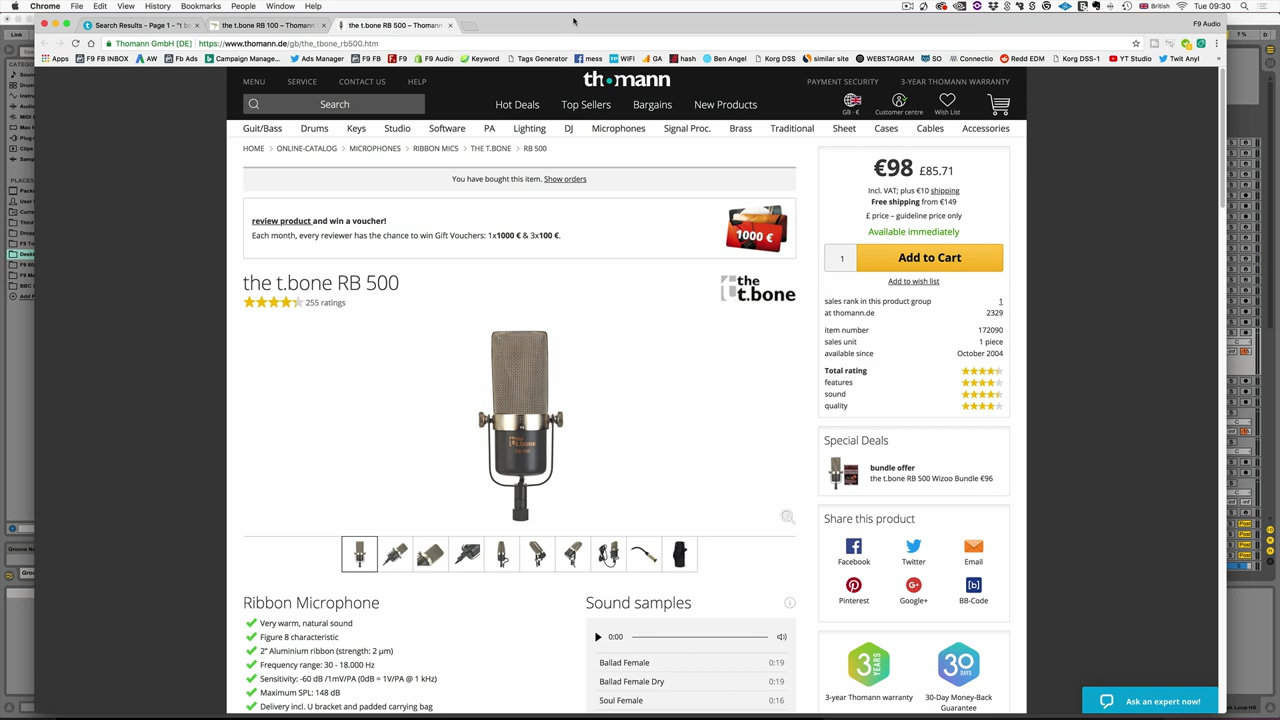 Chrome File Edit View History Bookmarks People Window Help
British Tue 09:30
Search Results - Page 1 - "t bo
the t.bone RB 100 – Thomann
the t.bone RB 500 – Thomann
F9 Audio
Thomann GmbH [DE] https://www.thomann.de/gb/the_tbone_rb500.htm
Apps F9 FB INBOX AW Fb Ads Campaign Manage... Ads Manager F9 FB F9 F9 Audio Keyword Tags Generator mess WIFI GA hash Ben Angel Korg DSS similar site WEBSTAGRAM SO Connectio Redd EDM Korg DSS-1 YT Studio Twit Anyl
MENU SERVICE CONTACT US HELP
th•mann
PAYMENT SECURITY 3-YEAR THOMANN WARRANTY
Search
Hot Deals Top Sellers Bargains New Products
GB · € Customer centre Wish List
Guit/Bass Drums Keys Studio Software PA Lighting DJ Microphones Signal Proc. Brass Traditional Sheet Cases Cables Accessories
HOME > ONLINE-CATALOG > MICROPHONES > RIBBON MICS > THE T.BONE > RB 500
You have bought this item. Show orders
review product and win a voucher!
Each month, every reviewer has the chance to win Gift Vouchers: 1x1000 € & 3x100 €.
1000 €
the t.bone RB 500
255 ratings
the
t.bone
the
t.bone
Ribbon Microphone
Very warm, natural sound
Figure 8 characteristic
2" Aluminium ribbon (strength: 2 µm)
Frequency range: 30 - 18.000 Hz
Sensitivity: -60 dB /1mV/PA (0dB = 1V/PA @ 1 kHz)
Maximum SPL: 148 dB
Delivery incl. U bracket and padded carrying bag
Sound samples
0:00
Ballad Female 0:19
Ballad Female Dry 0:19
Soul Female 0:16
€98 £85.71
Incl. VAT; plus €10 shipping
Free shipping from €149
£ price – guideline price only
Available immediately
1 Add to Cart
Add to wish list
sales rank in this product group 1
at thomann.de 2329
item number 172090
sales unit 1 piece
available since October 2004
Total rating
features
sound
quality
Special Deals
bundle offer
the t.bone RB 500 Wizoo Bundle €96
Share this product
Facebook Twitter Email
Pinterest Google+ BB-Code
3 YEARS
30 DAYS
3-year Thomann warranty
30-Day Money-Back Guarantee
Ask an expert now!